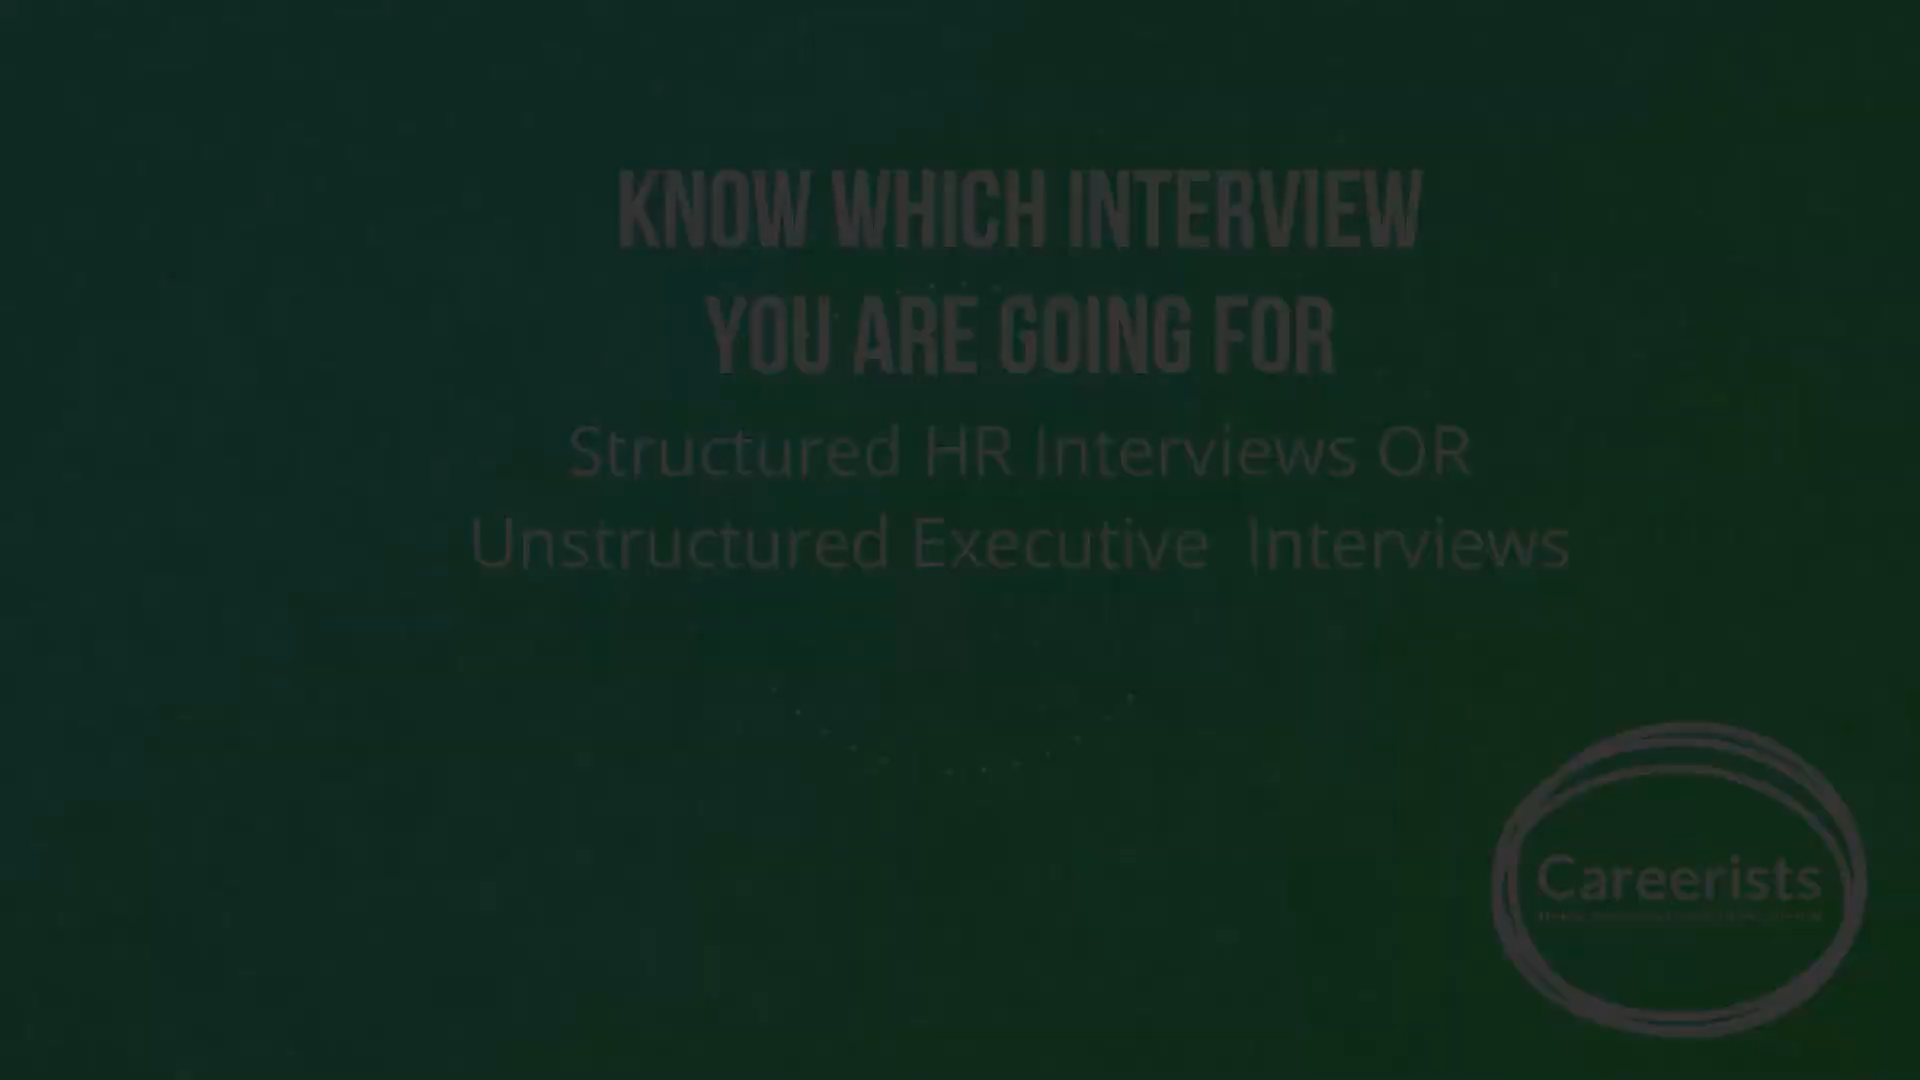 KNOW WHICH INTERVIEW
YOU ARE GOING FOR
Structured HR Interviews OR
Unstructured Executive Interviews
Careerists